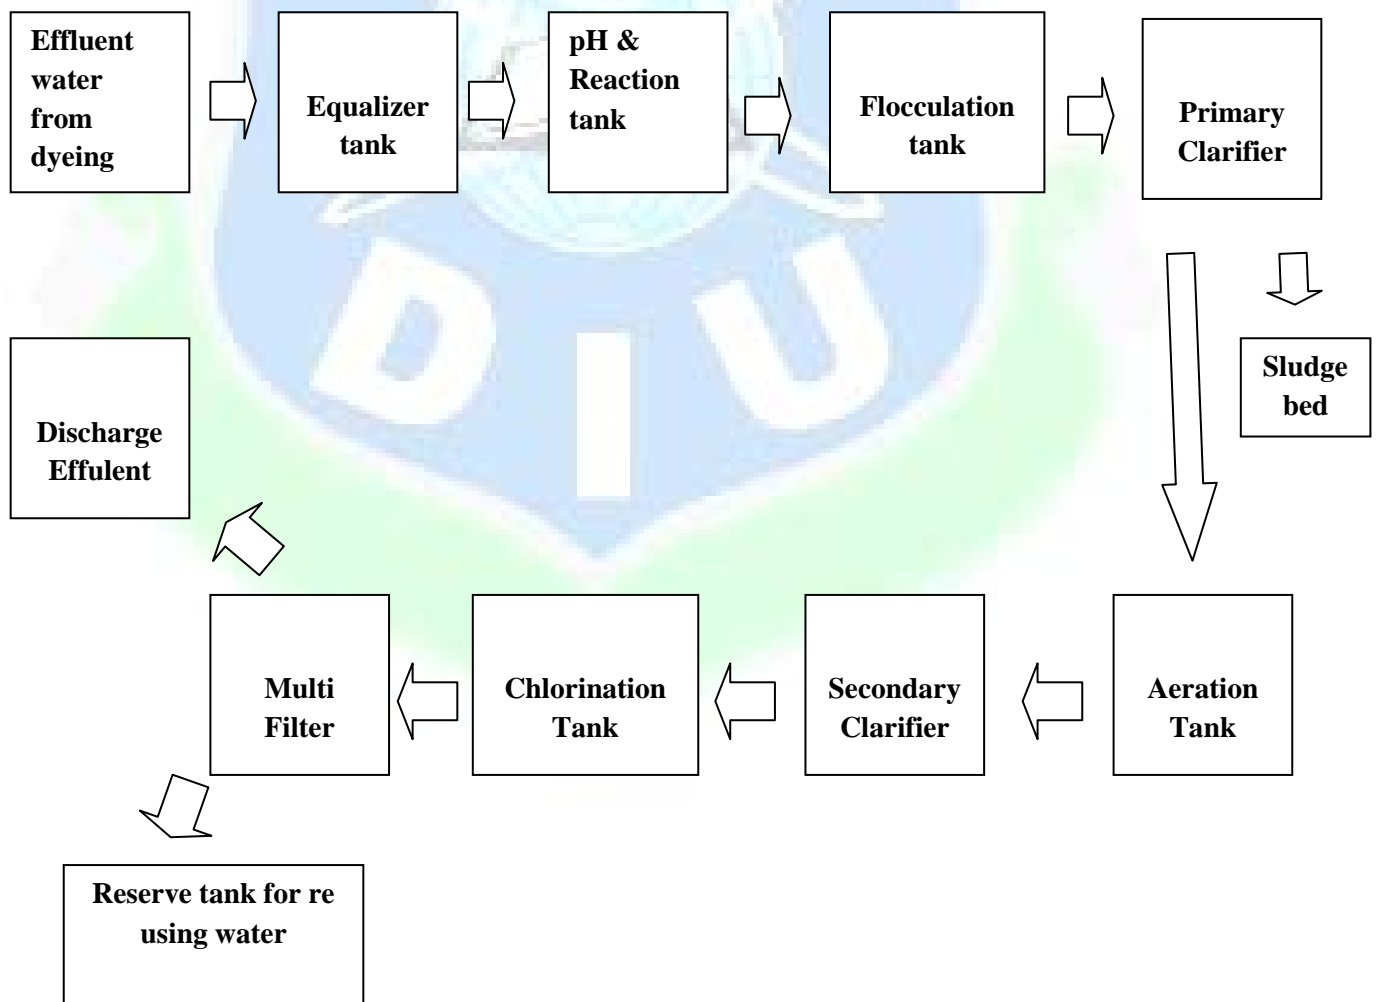 Effluent
water
from
dyeing
Equalizer
tank
pH &
Reaction
tank
Flocculation
tank
Primary
Clarifier
Sludge
bed
Discharge
Effulent
Multi
Filter
Chlorination
Tank
Secondary
Clarifier
Aeration
Tank
Reserve tank for re
using water
DIU